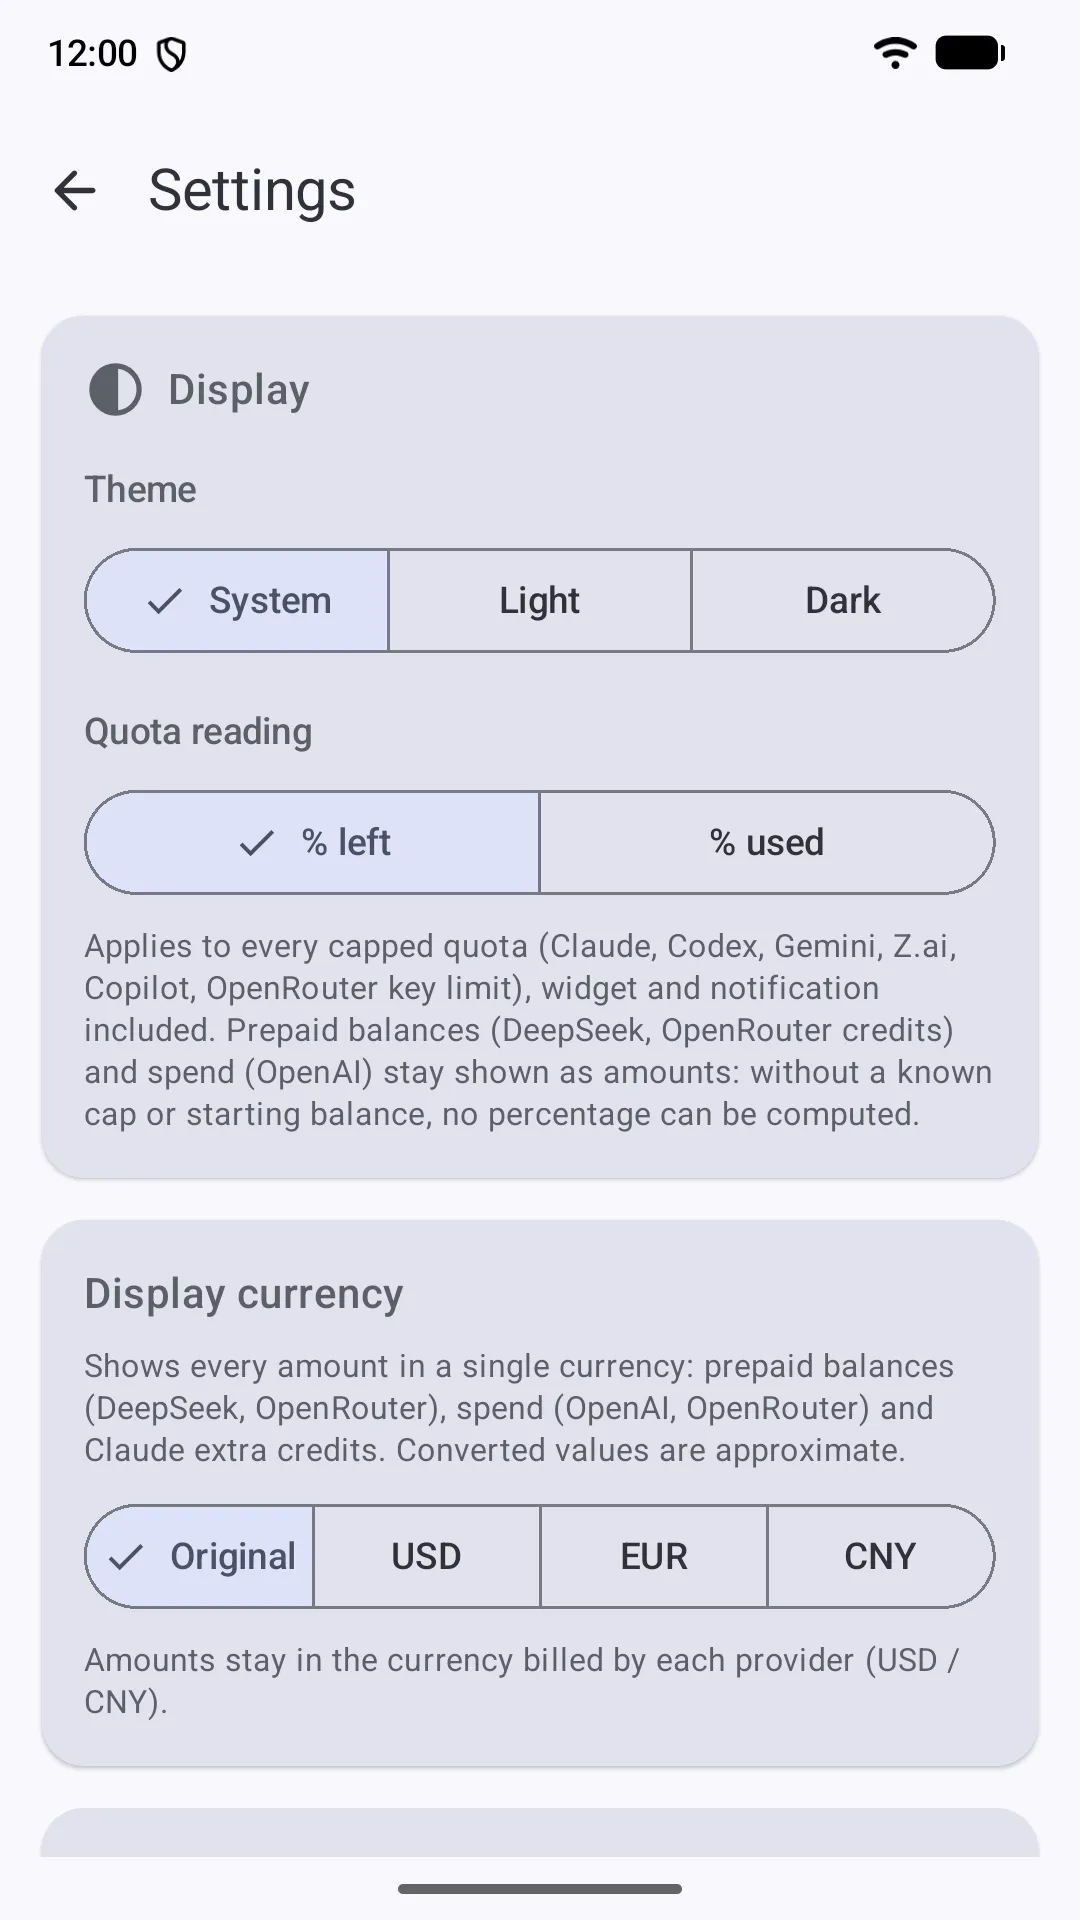 12:00
Settings
Display
Theme
System
Light
Dark
Quota reading
% left
% used
Applies to every capped quota (Claude, Codex, Gemini, Z.ai,
Copilot, OpenRouter key limit), widget and notification
included. Prepaid balances (DeepSeek, OpenRouter credits)
and spend (OpenAI) stay shown as amounts: without a known
cap or starting balance, no percentage can be computed.
Display currency
Shows every amount in a single currency: prepaid balances
(DeepSeek, OpenRouter), spend (OpenAI, OpenRouter) and
Claude extra credits. Converted values are approximate.
Original
USD
EUR
CNY
Amounts stay in the currency billed by each provider (USD /
CNY).